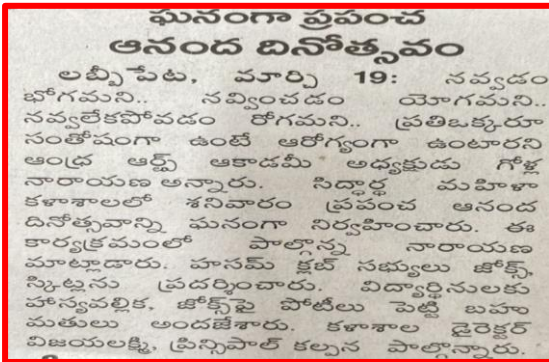 ఘనంగా ప్రపంచ
ఆనంద దినోత్సవం
లబ్బీపేట, మార్చి 19: నవ్వడం
భోగమని.. నవ్వించడం యోగమని..
నవ్వలేకపోవడం రోగమని.. ప్రతిఒక్కరూ
సంతోషంగా ఉంటే ఆరోగ్యంగా ఉంటారని
ఆంధ్ర ఆర్ట్స్ ఆకాడమీ అధ్యక్షుడు గోళ్ల
నారాయణ అన్నారు. సిద్ధార్థ మహిళా
కళాశాలలో శనివారం ప్రపంచ ఆనంద
దినోత్సవాన్ని ఘనంగా నిర్వహించారు. ఈ
కార్యక్రమంలో పాల్గొన్న నారాయణ
మాట్లాడారు. హసమ్ క్లబ్ సభ్యులు జోక్స్,
స్కిట్లను ప్రదర్శించారు. విద్యార్థినులకు
హాస్యవల్లిక, జోక్స్‌పై పోటీలు పెట్టి బహు
మతులు అందజేశారు. కళాశాల డైరెక్టర్
విజయలక్ష్మి, ప్రిన్సిపాల్ కల్పన పాల్గొన్నారు.